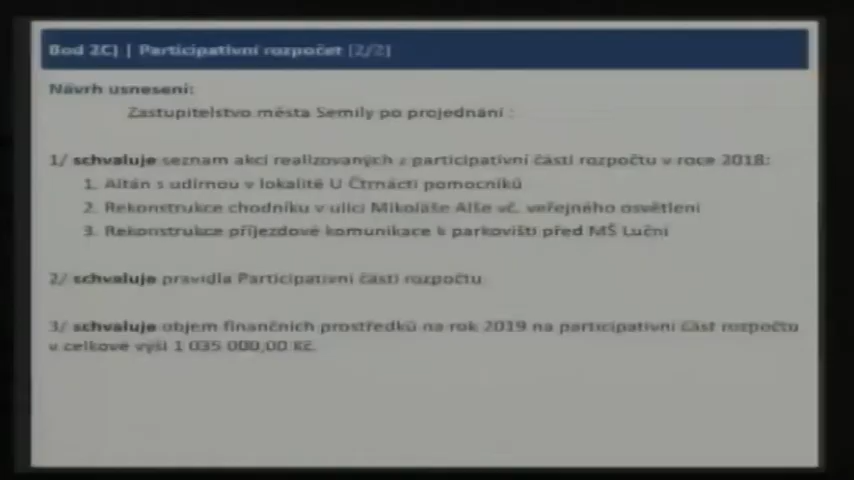 Bod 2C) | Participativní rozpočet [2/2]
Návrh usnesení:
Zastupitelstvo města Semily po projednání :
1/ schvaluje seznam akcí realizovaných z participativní části rozpočtu v roce 2018:
1. Altán s udírnou v lokalitě U Čtrnácti pomocníků
2. Rekonstrukce chodníku v ulici Mikoláše Alše vč. veřejného osvětlení
3. Rekonstrukce příjezdové komunikace k parkovišti před MŠ Luční
2/ schvaluje pravidla Participativní části rozpočtu
3/ schvaluje objem finančních prostředků na rok 2019 na participativní část rozpočtu
v celkové výši 1 035 000,00 Kč.